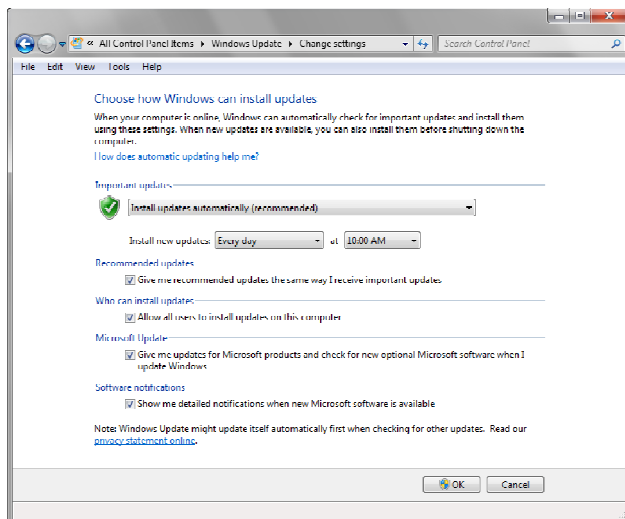 « All Control Panel Items ▸ Windows Update ▸ Change settings Search Control Panel
File Edit View Tools Help
Choose how Windows can install updates
When your computer is online, Windows can automatically check for important updates and install them
using these settings. When new updates are available, you can also install them before shutting down the
computer.
How does automatic updating help me?
Important updates
Install updates automatically (recommended)
Install new updates: Every day at 10:00 AM
Recommended updates
Give me recommended updates the same way I receive important updates
Who can install updates
Allow all users to install updates on this computer
Microsoft Update
Give me updates for Microsoft products and check for new optional Microsoft software when I
update Windows
Software notifications
Show me detailed notifications when new Microsoft software is available
Note: Windows Update might update itself automatically first when checking for other updates. Read our
privacy statement online.
OK Cancel